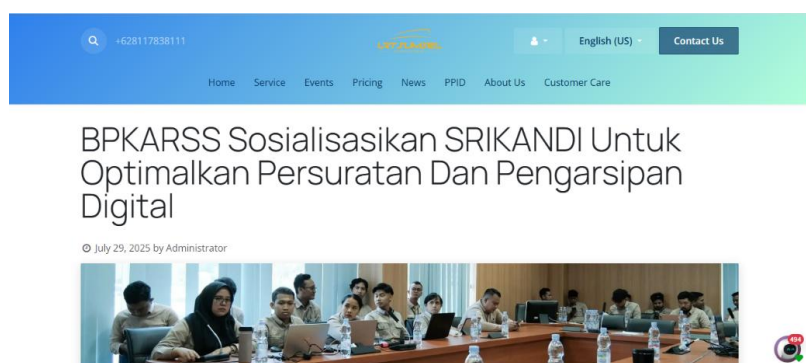 +628117838111
English (US)
Contact Us
Home Service Events Pricing News PPID About Us Customer Care
BPKARSS Sosialisasikan SRIKANDI Untuk
Optimalkan Persuratan Dan Pengarsipan
Digital
July 29, 2025 by Administrator
494